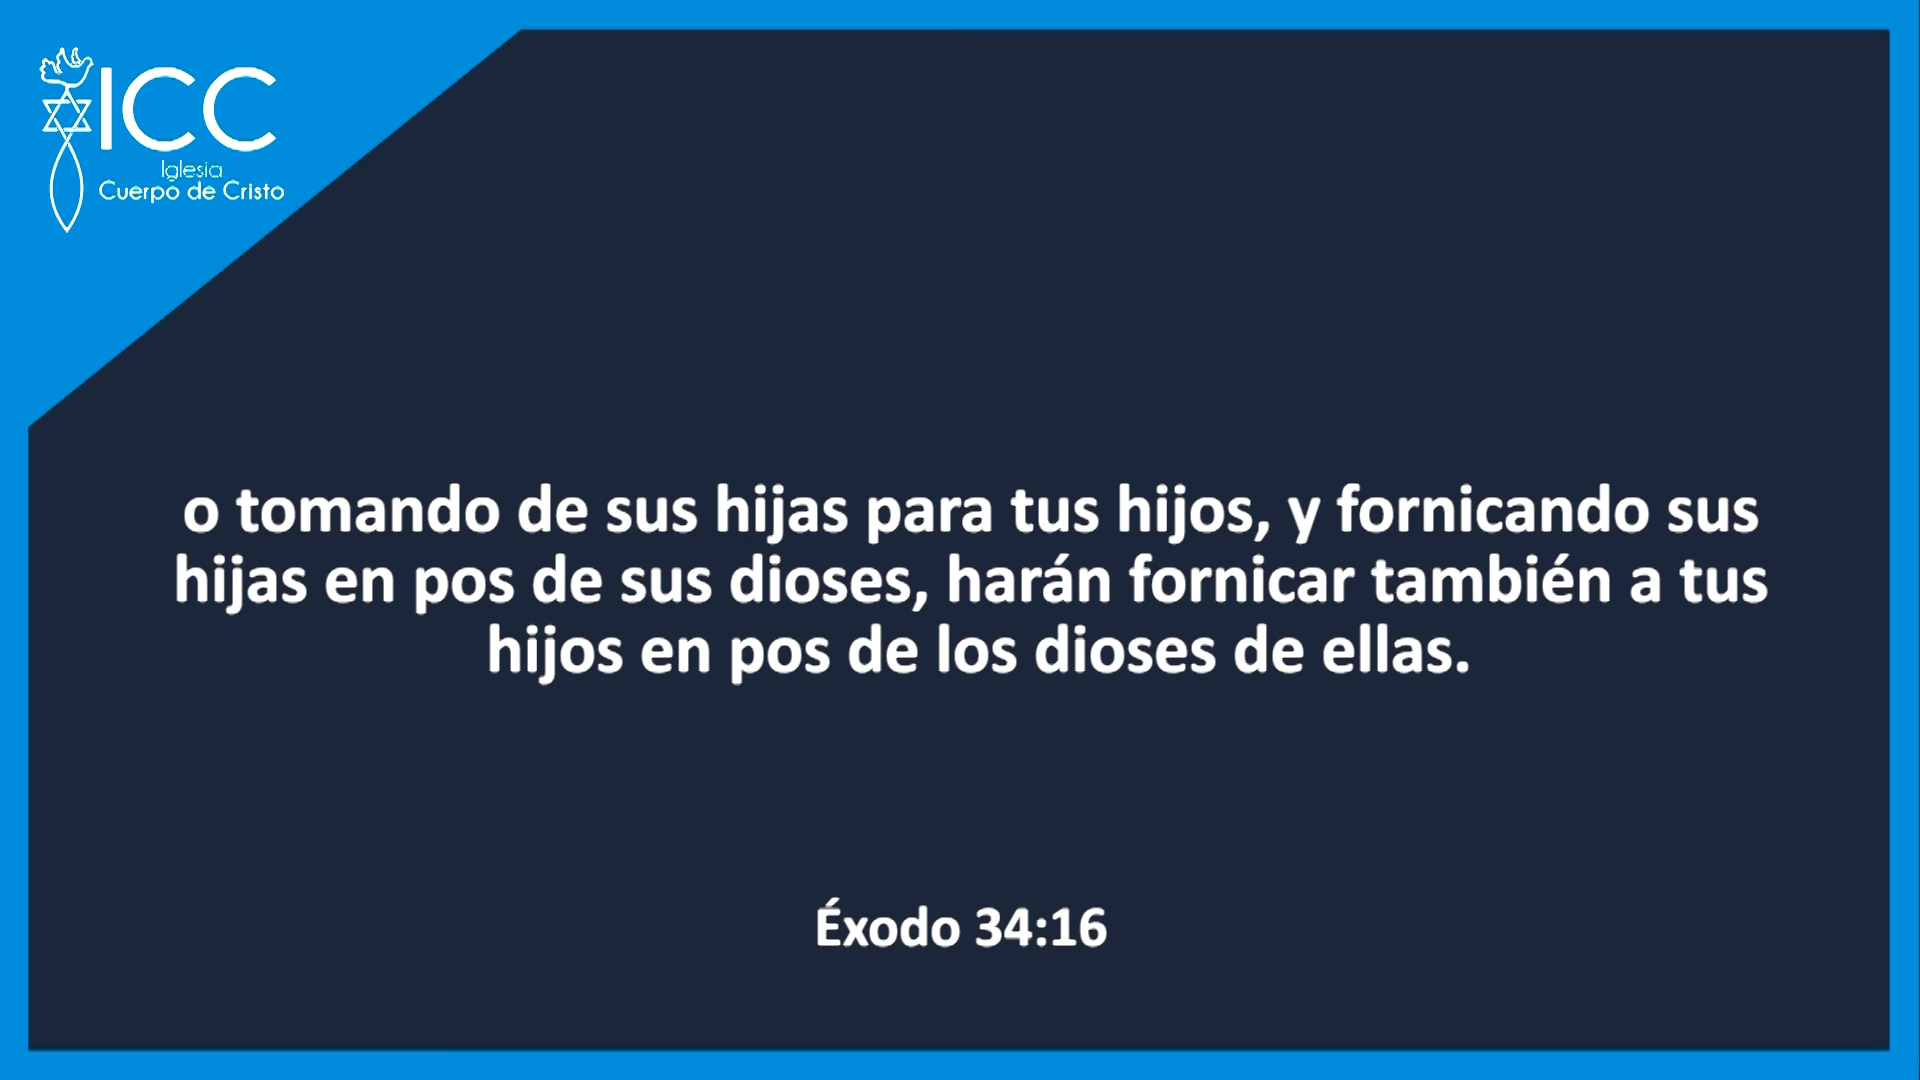 ICC
Iglesia
Cuerpo de Cristo
o tomando de sus hijas para tus hijos, y fornicando sus
hijas en pos de sus dioses, harán fornicar también a tus
hijos en pos de los dioses de ellas.
Éxodo 34:16